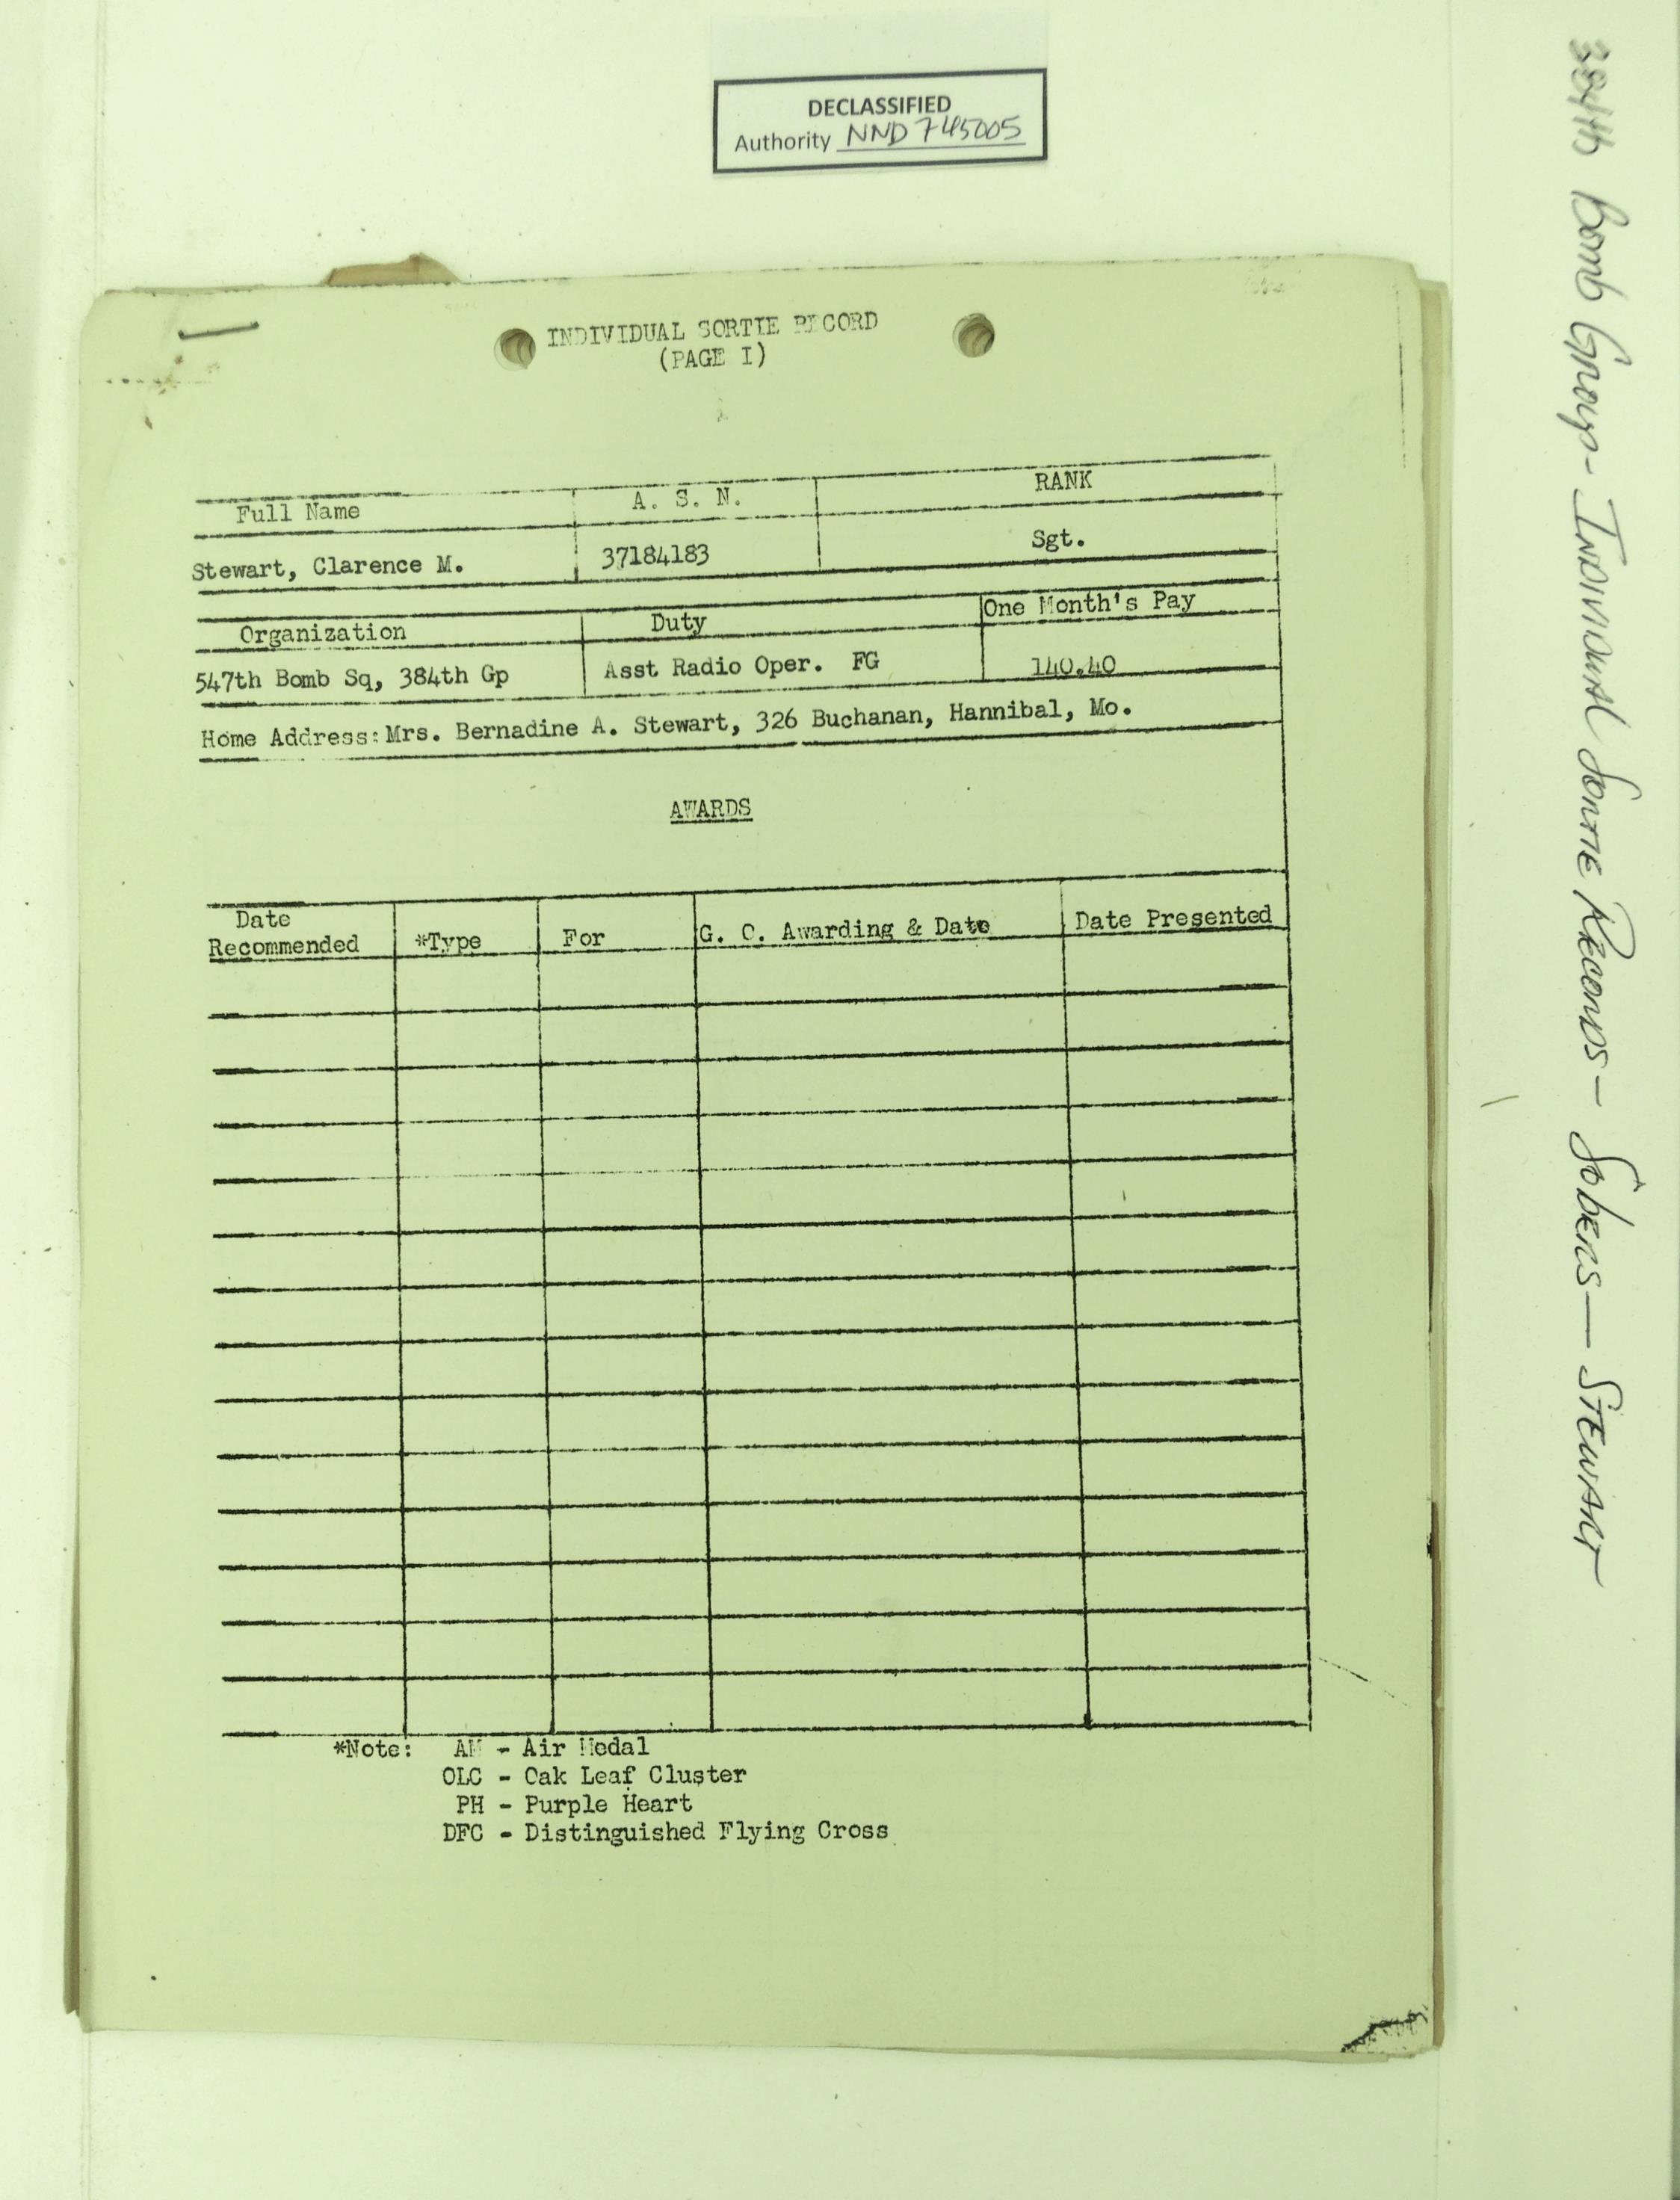 DECLASSIFIED
Authority NND 745005
INDIVIDUAL SORTIE RECORD
(PAGE I)
Full Name A. S. N. RANK
Stewart, Clarence M. 37184183 Sgt.
Organization Duty One Month's Pay
547th Bomb Sq, 384th Gp Asst Radio Oper. FG 140.40
Home Address: Mrs. Bernadine A. Stewart, 326 Buchanan, Hannibal, Mo.
AWARDS
Date
Recommended *Type For G. O. Awarding & Date Date Presented
*Note: AM - Air Medal
OLC - Oak Leaf Cluster
PH - Purple Heart
DFC - Distinguished Flying Cross
384th Bomb Group - Individual Sortie Records - Sobers - Stewart